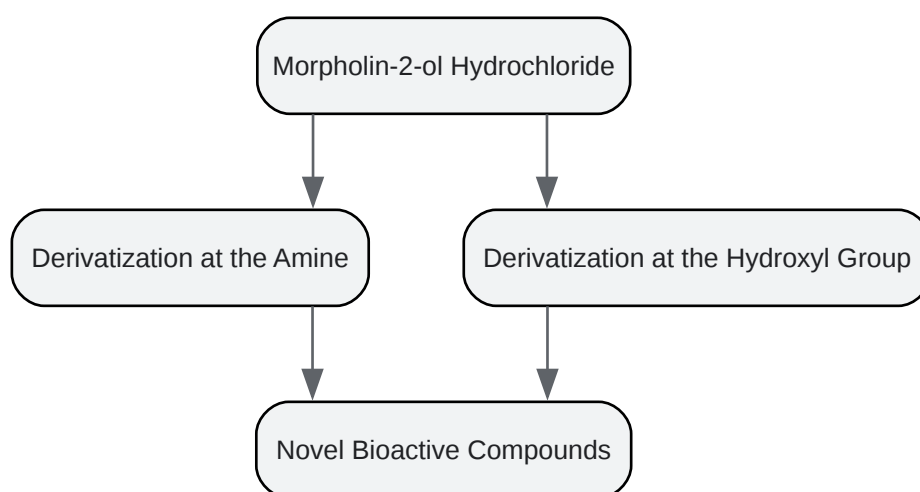 Morpholin-2-ol Hydrochloride
Derivatization at the Amine
Derivatization at the Hydroxyl Group
Novel Bioactive Compounds